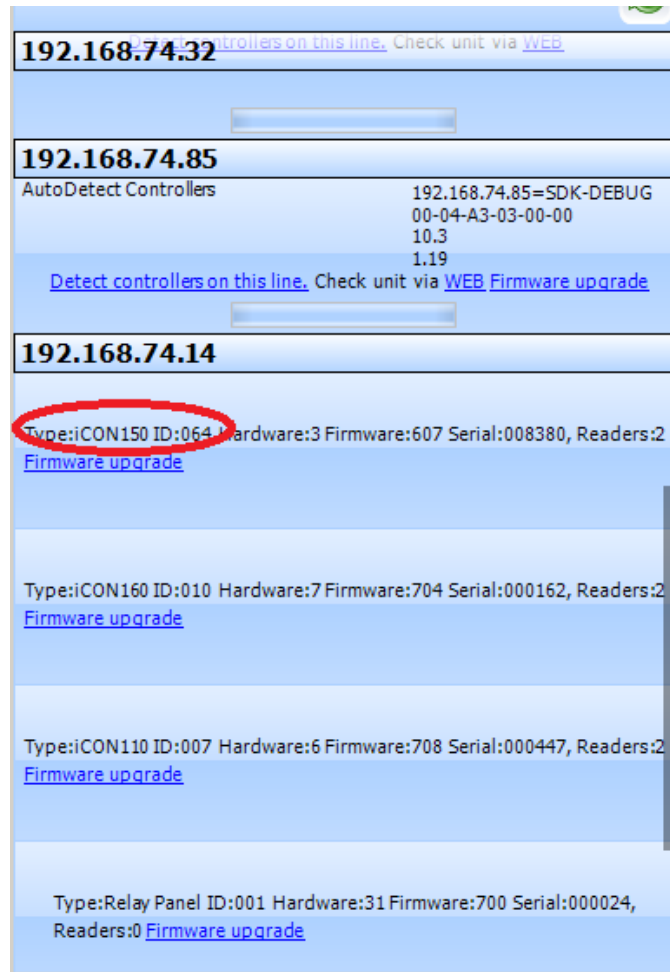 Detect controllers on this line. Check unit via WEB
192.168.74.32
192.168.74.85
AutoDetect Controllers
192.168.74.85=SDK-DEBUG
00-04-A3-03-00-00
10.3
1.19
Detect controllers on this line. Check unit via WEB Firmware upgrade
192.168.74.14
Type:iCON150 ID:064 Hardware:3 Firmware:607 Serial:008380, Readers:2
Firmware upgrade
Type:iCON160 ID:010 Hardware:7 Firmware:704 Serial:000162, Readers:2
Firmware upgrade
Type:iCON110 ID:007 Hardware:6 Firmware:708 Serial:000447, Readers:2
Firmware upgrade
Type:Relay Panel ID:001 Hardware:31 Firmware:700 Serial:000024,
Readers:0 Firmware upgrade